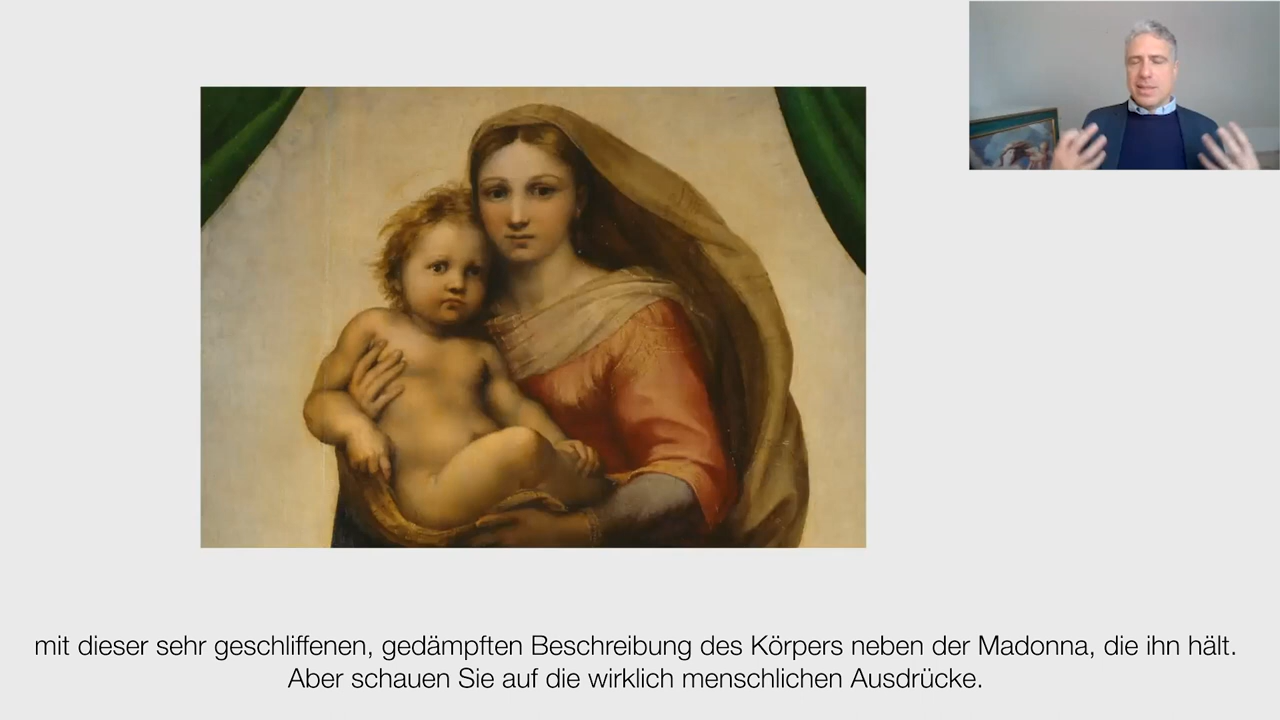 mit dieser sehr geschliffenen, gedämpften Beschreibung des Körpers neben der Madonna, die ihn hält.
Aber schauen Sie auf die wirklich menschlichen Ausdrücke.